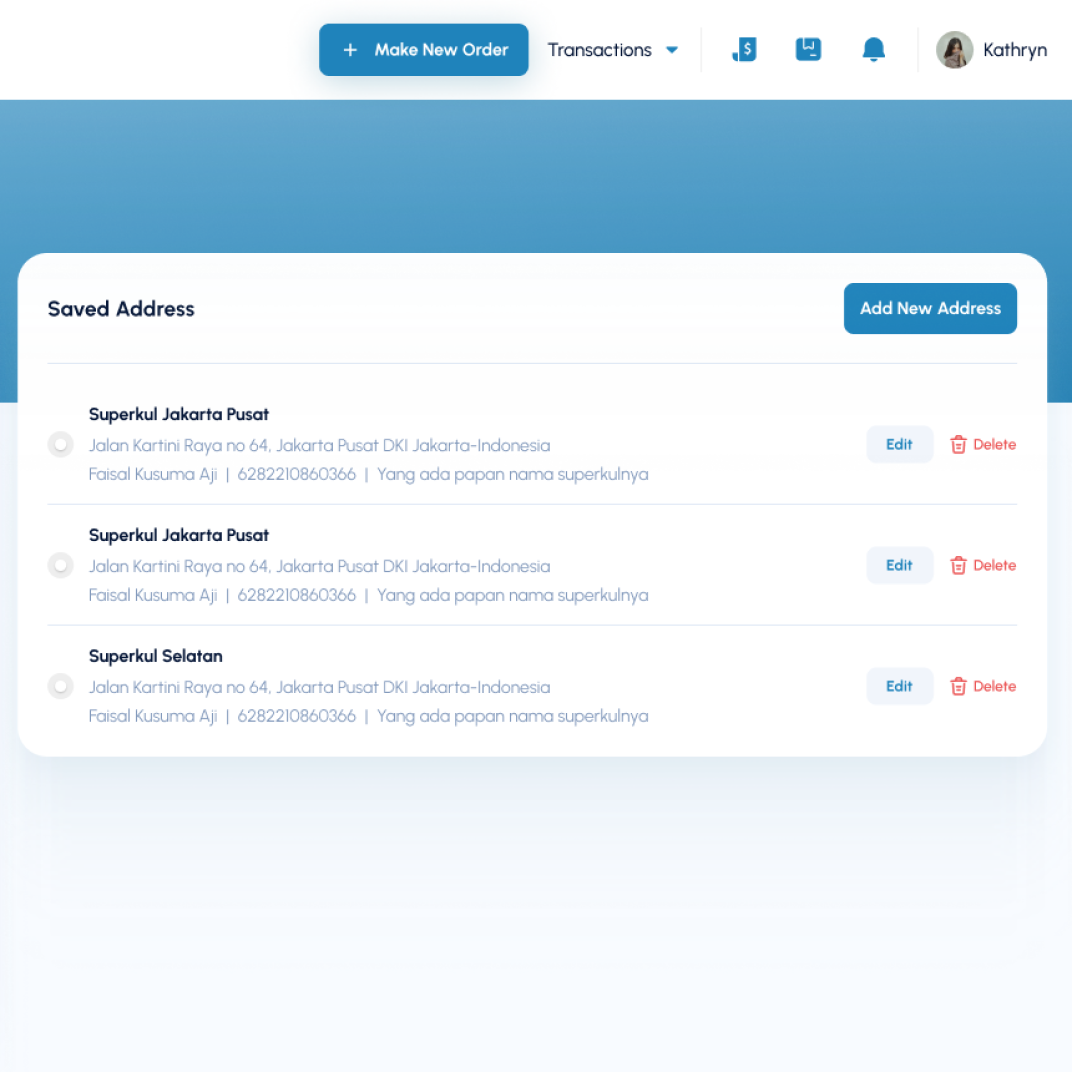 + Make New Order
Transactions
$
Kathryn
Saved Address
Add New Address
Superkul Jakarta Pusat
Jalan Kartini Raya no 64, Jakarta Pusat DKI Jakarta-Indonesia
Faisal Kusuma Aji | 6282210860366 | Yang ada papan nama superkulnya
Edit
Delete
Superkul Jakarta Pusat
Jalan Kartini Raya no 64, Jakarta Pusat DKI Jakarta-Indonesia
Faisal Kusuma Aji | 6282210860366 | Yang ada papan nama superkulnya
Edit
Delete
Superkul Selatan
Jalan Kartini Raya no 64, Jakarta Pusat DKI Jakarta-Indonesia
Faisal Kusuma Aji | 6282210860366 | Yang ada papan nama superkulnya
Edit
Delete